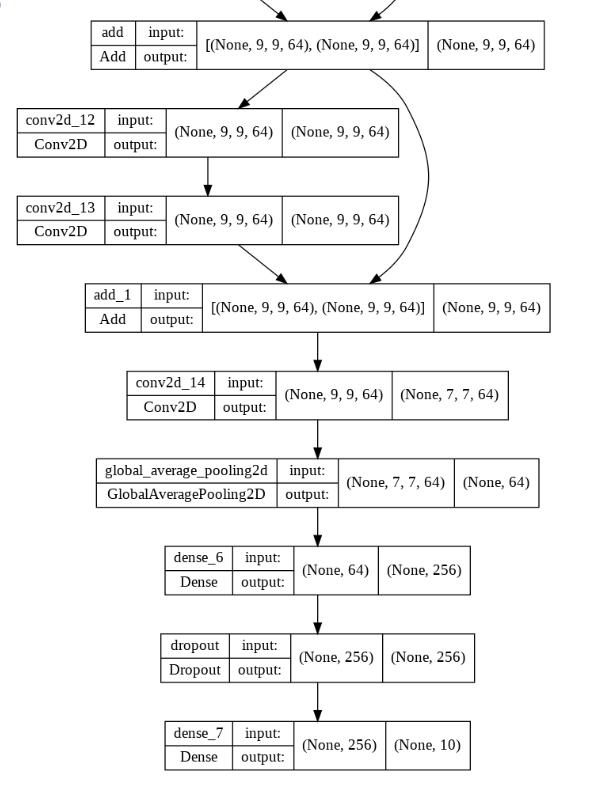 add input: [(None, 9, 9, 64), (None, 9, 9, 64)] (None, 9, 9, 64)
Add output:
conv2d_12 input: (None, 9, 9, 64) (None, 9, 9, 64)
Conv2D output:
conv2d_13 input: (None, 9, 9, 64) (None, 9, 9, 64)
Conv2D output:
add_1 input: [(None, 9, 9, 64), (None, 9, 9, 64)] (None, 9, 9, 64)
Add output:
conv2d_14 input: (None, 9, 9, 64) (None, 7, 7, 64)
Conv2D output:
global_average_pooling2d input: (None, 7, 7, 64) (None, 64)
GlobalAveragePooling2D output:
dense_6 input: (None, 64) (None, 256)
Dense output:
dropout input: (None, 256) (None, 256)
Dropout output:
dense_7 input: (None, 256) (None, 10)
Dense output: